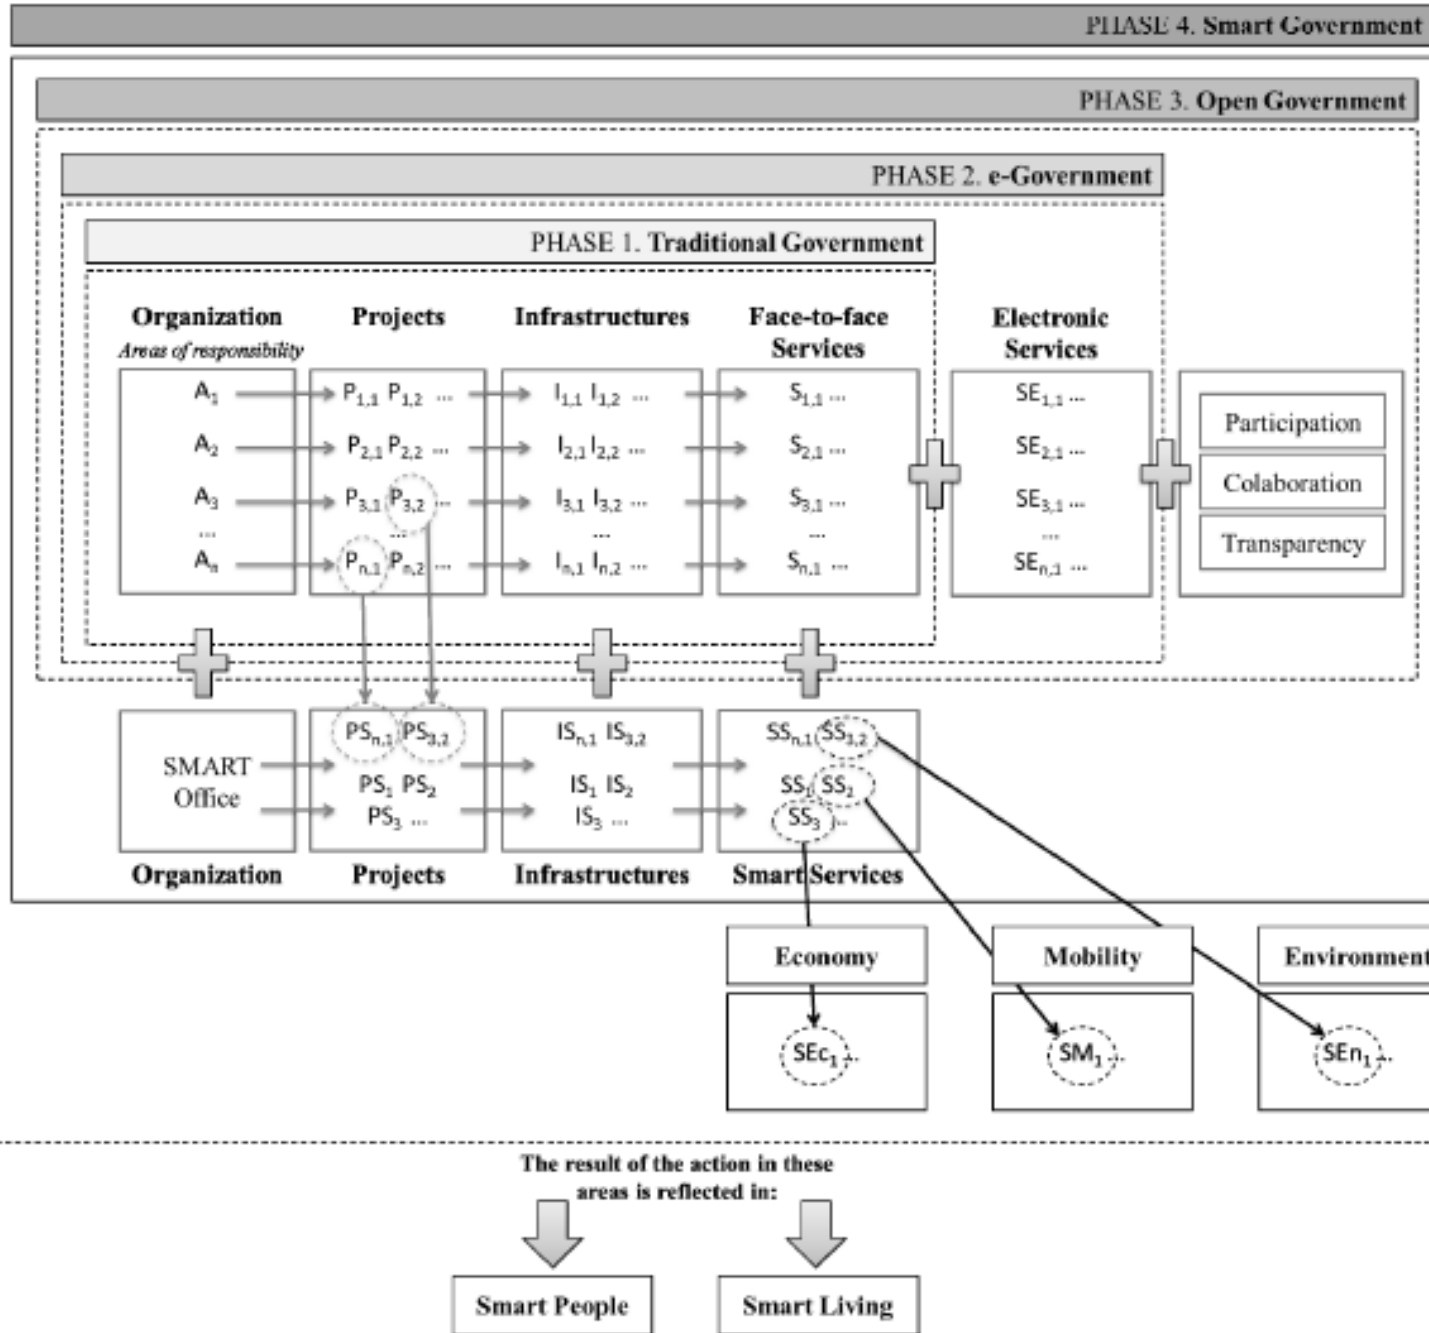 PHASE 4. Smart Government
PHASE 3. Open Government
PHASE 2. e-Government
PHASE 1. Traditional Government
Organization
Areas of responsibility
Projects
Infrastructures
Face-to-face
Services
Electronic
Services
A1
A2
A3
...
An
P1,1 P1,2 ...
P2,1 P2,2 ...
P3,1 P3,2 ...
...
Pn,1 Pn,2 ...
I1,1 I1,2 ...
I2,1 I2,2 ...
I3,1 I3,2 ...
...
In,1 In,2 ...
S1,1 ...
S2,1 ...
S3,1 ...
...
Sn,1 ...
SE1,1 ...
SE2,1 ...
SE3,1 ...
...
SEn,1 ...
Participation
Colaboration
Transparency
SMART
Office
PSn,1 PS3,2
PS1 PS2
PS3 ...
ISn,1 IS3,2
IS1 IS2
IS3 ...
SSn,1 SS3,2
SS1 SS2
SS3 ..
Organization
Projects
Infrastructures
Smart Services
Economy
Mobility
Environment
SEc1 ..
SM1 ...
SEn1 ...
The result of the action in these
areas is reflected in:
Smart People
Smart Living